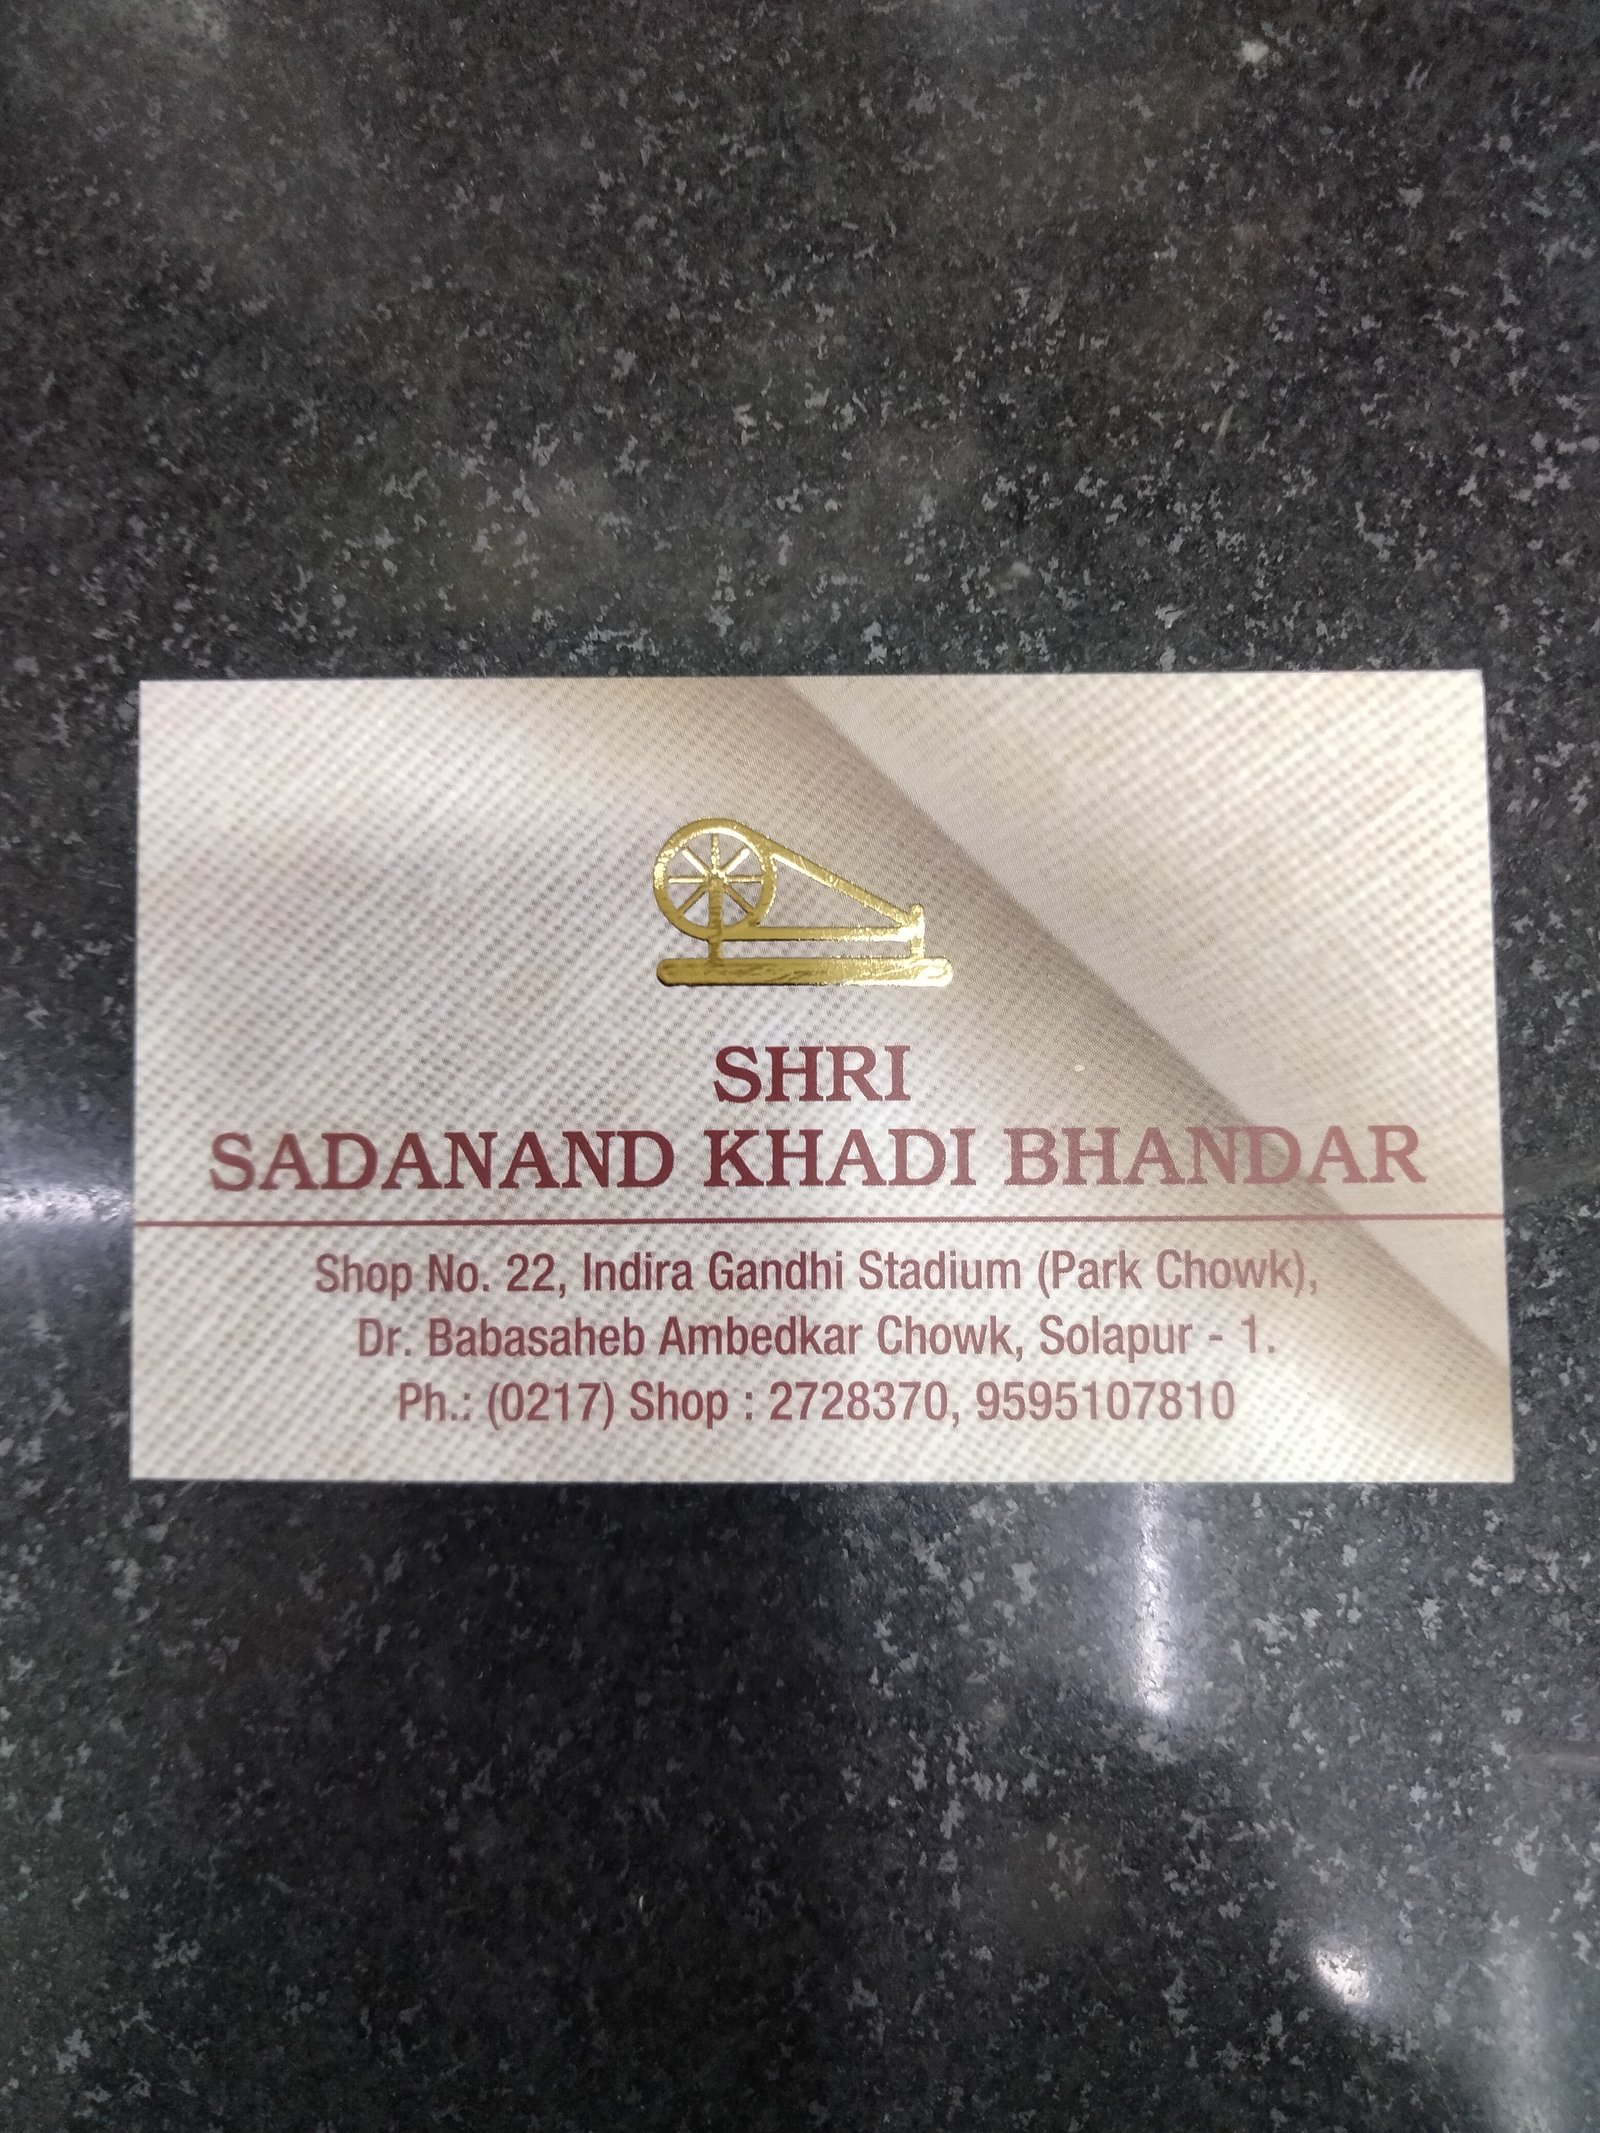 SHRI
SADANAND KHADI BHANDAR
Shop No. 22, Indira Gandhi Stadium (Park Chowk),
Dr. Babasaheb Ambedkar Chowk, Solapur - 1.
Ph.: (0217) Shop : 2728370, 9595107810